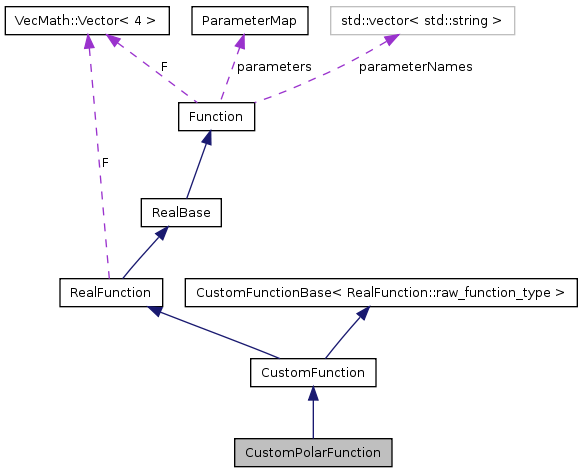 VecMath::Vector< 4 >
ParameterMap
std::vector< std::string >
F
parameters
parameterNames
Function
F
RealBase
RealFunction
CustomFunctionBase< RealFunction::raw_function_type >
CustomFunction
CustomPolarFunction